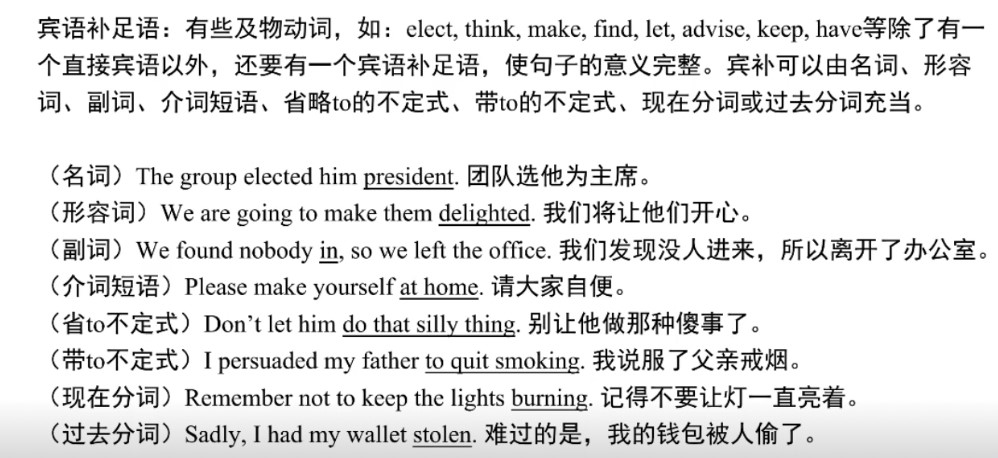 宾语补足语：有些及物动词，如：elect, think, make, find, let, advise, keep, have等除了有一
个直接宾语以外，还要有一个宾语补足语，使句子的意义完整。宾补可以由名词、形容
词、副词、介词短语、省略to的不定式、带to的不定式、现在分词或过去分词充当。
（名词）The group elected him president. 团队选他为主席。
（形容词）We are going to make them delighted. 我们将让他们开心。
（副词）We found nobody in, so we left the office. 我们发现没人进来，所以离开了办公室。
（介词短语）Please make yourself at home. 请大家自便。
（省to不定式）Don’t let him do that silly thing. 别让他做那种傻事了。
（带to不定式）I persuaded my father to quit smoking. 我说服了父亲戒烟。
（现在分词）Remember not to keep the lights burning. 记得不要让灯一直亮着。
（过去分词）Sadly, I had my wallet stolen. 难过的是，我的钱包被人偷了。